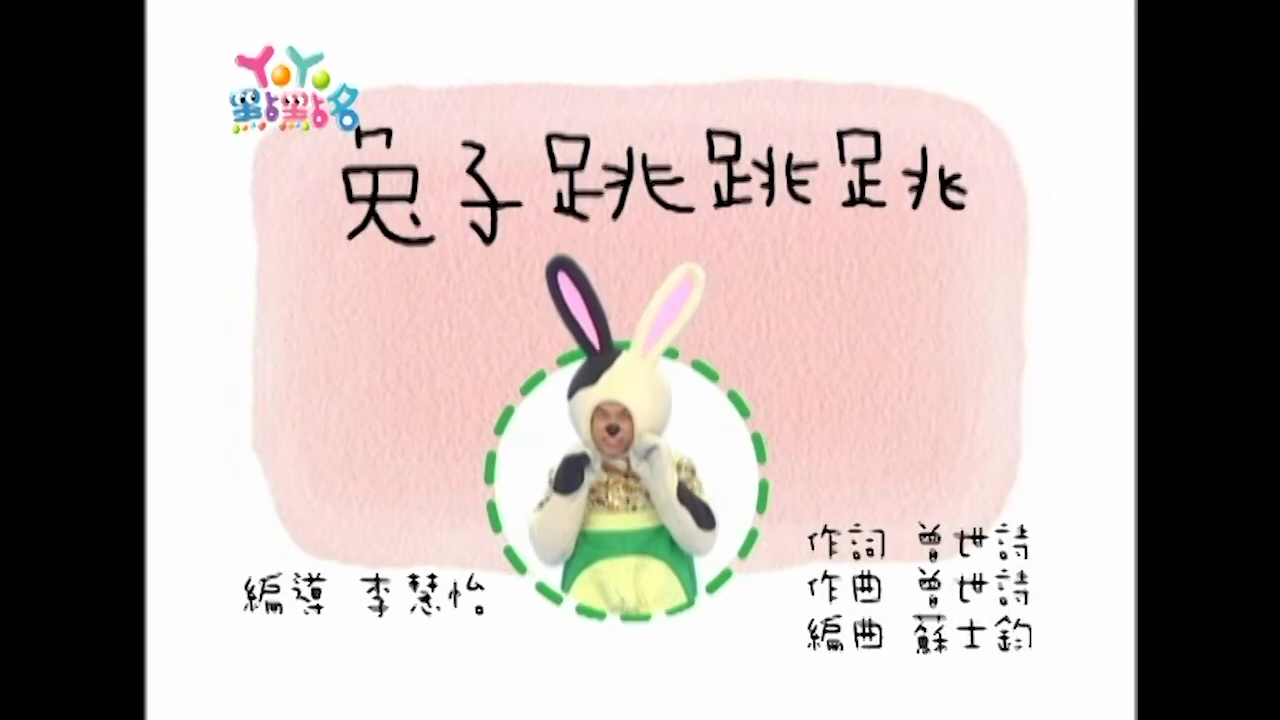 YoYo
點點名
兔子跳跳跳
編導 李慧怡
作詞 曾世詩
作曲 曾世詩
編曲 蘇士鈞